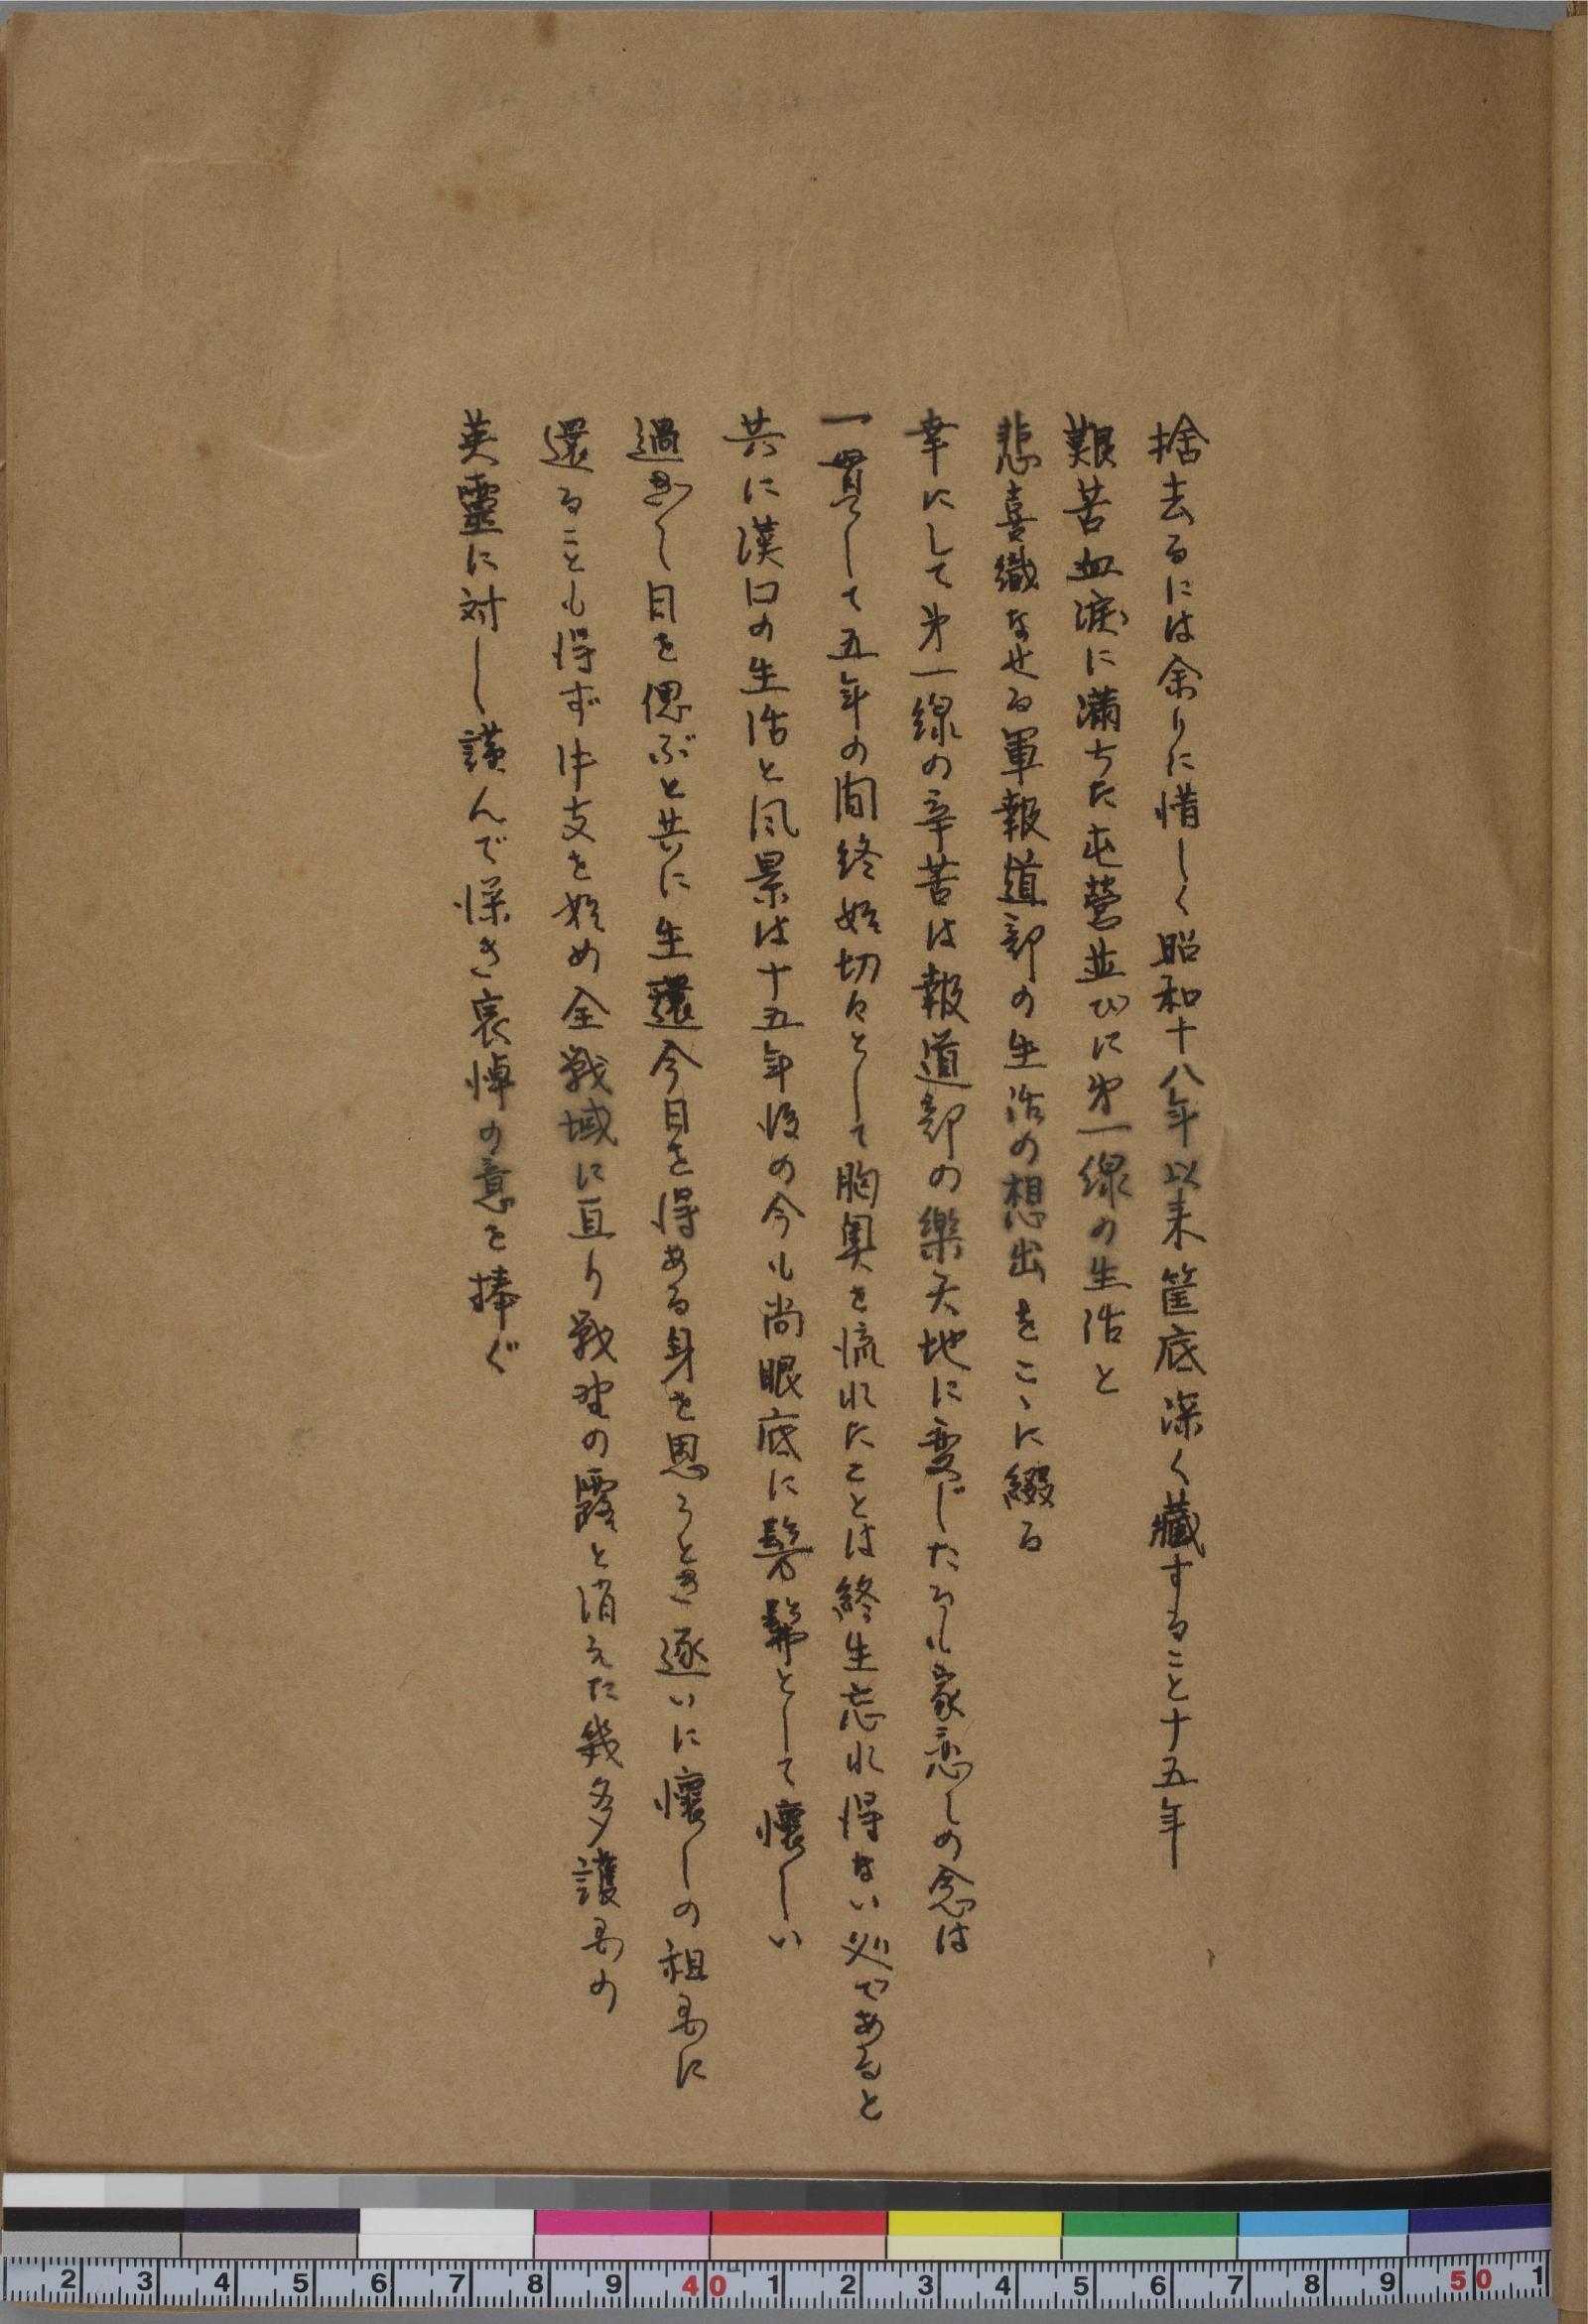 捨去るには余りに惜しく昭和十八年以来筐底深く藏すること十五年
艱苦血涙に満ちた屯營並びに㐧一線の生活と
悲喜織なせる軍報道部の生活の想出をこゝに綴る
幸にして㐧一線の辛苦は報道部の樂天地に変じたるも家恋しの念は
一貫して五年の間終始切々として胸奥を流れたことは終生忘れ得ない処であると
共に漢口の生活と風景は十五年後の今も尚眼底に髣髴として懐しい
過ぎし日を偲ぶと共に生還今日を得ある身を思うとき逐いに懐しの祖国に
還ることも得ず中支を始め全戦域に亘り戦野の露と消えた幾多護国の
英靈に対し謹んで深き哀悼の意を捧ぐ
2 3 4 5 6 7 8 9 40 1 2 3 4 5 6 7 8 9 50 1